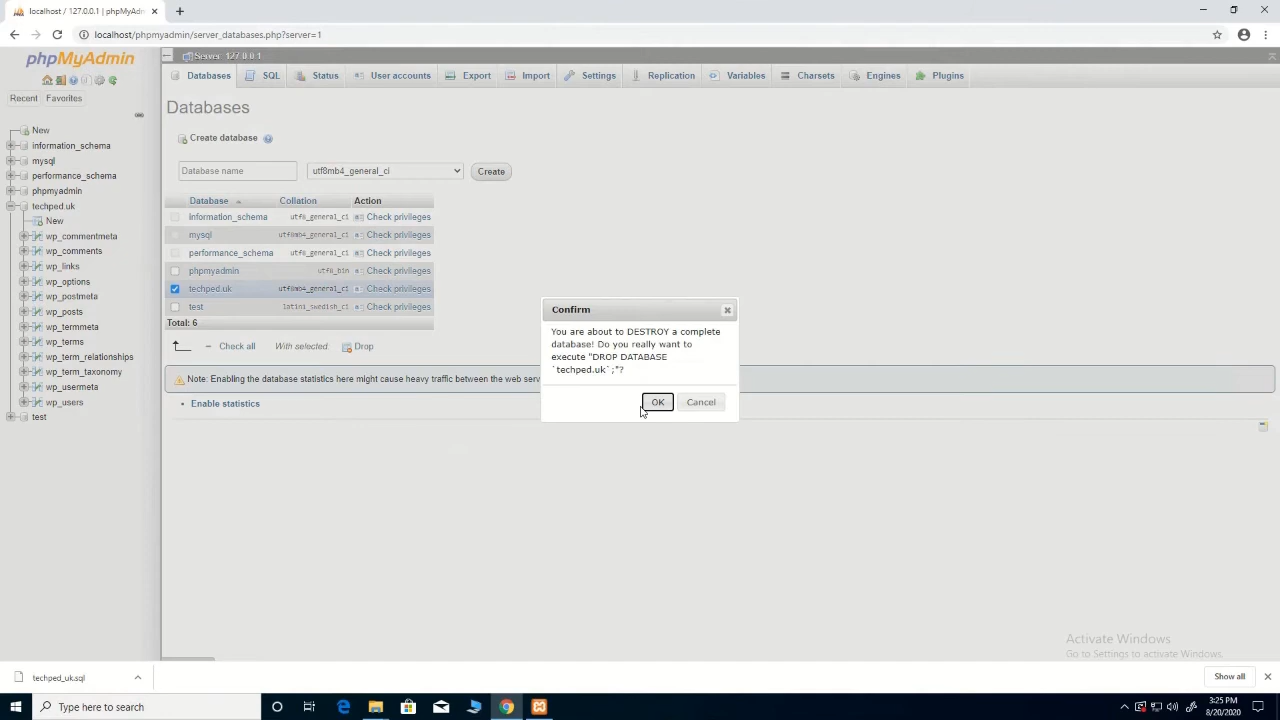 localhost / 127.0.0.1 | phpMyAd
localhost/phpmyadmin/server_databases.php?server=1
phpMyAdmin
Recent Favorites
New
information_schema
mysql
performance_schema
phpmyadmin
techped.uk
New
wp_commentmeta
wp_comments
wp_links
wp_options
wp_postmeta
wp_posts
wp_termmeta
wp_terms
wp_term_relationships
wp_term_taxonomy
wp_usermeta
wp_users
test
Server: 127.0.0.1
Databases SQL Status User accounts Export Import Settings Replication Variables Charsets Engines Plugins
Databases
Create database
Database name utf8mb4_general_ci Create
Database Collation Action
information_schema utf8_general_ci Check privileges
mysql utf8mb4_general_ci Check privileges
performance_schema utf8_general_ci Check privileges
phpmyadmin utf8_bin Check privileges
techped.uk utf8mb4_general_ci Check privileges
test latin1_swedish_ci Check privileges
Total: 6
Check all With selected: Drop
Note: Enabling the database statistics here might cause heavy traffic between the web serv
Enable statistics
Confirm
You are about to DESTROY a complete
database! Do you really want to
execute "DROP DATABASE
`techped.uk`;"?
OK Cancel
Activate Windows
Go to Settings to activate Windows.
techped_uk.sql
Show all
Type here to search
3:25 PM
8/20/2020